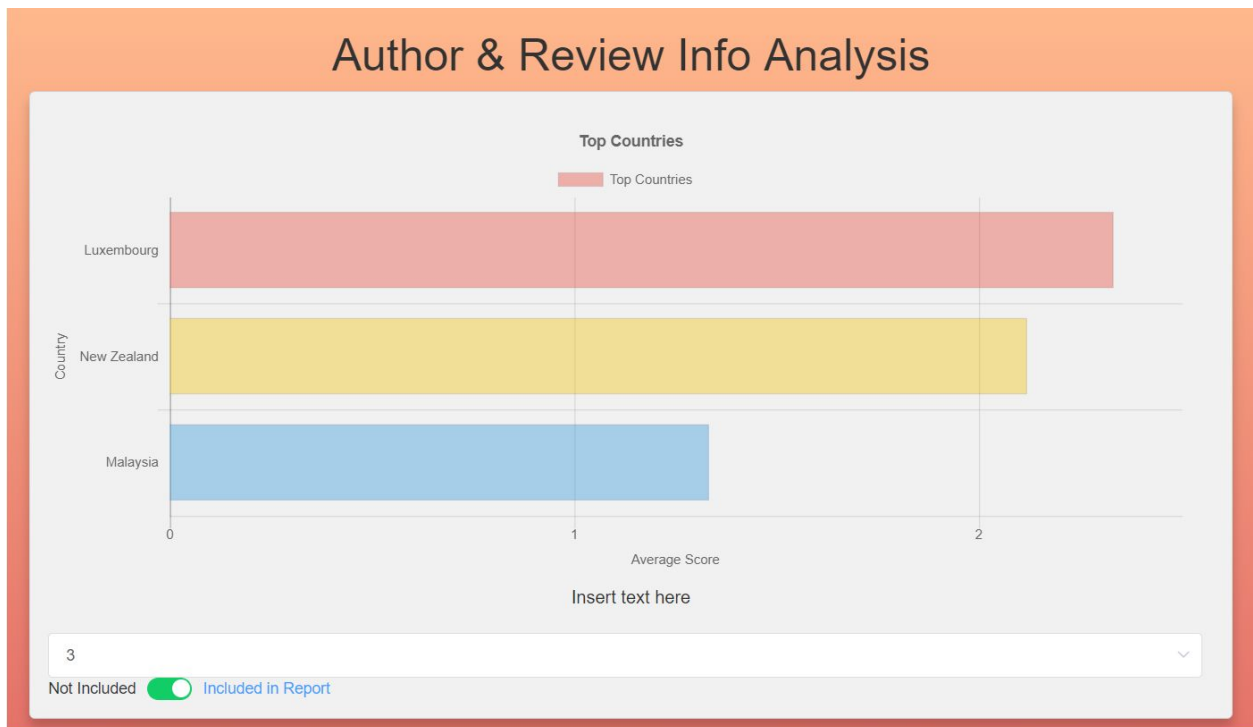 Author & Review Info Analysis
Top Countries
Top Countries
Luxembourg
Country
New Zealand
Malaysia
0 1 2
Average Score
Insert text here
3
Not Included Included in Report